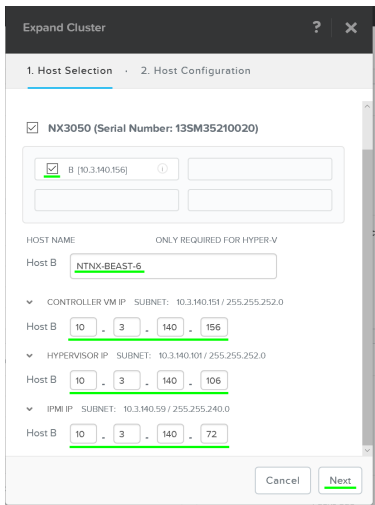 Expand Cluster ? ×
1. Host Selection · 2. Host Configuration
NX3050 (Serial Number: 13SM35210020)
B [10.3.140.156]
HOST NAME ONLY REQUIRED FOR HYPER-V
Host B NTNX-BEAST-6
CONTROLLER VM IP SUBNET: 10.3.140.151 / 255.255.252.0
Host B 10 . 3 . 140 . 156
HYPERVISOR IP SUBNET: 10.3.140.101 / 255.255.252.0
Host B 10 . 3 . 140 . 106
IPMI IP SUBNET: 10.3.140.59 / 255.255.240.0
Host B 10 . 3 . 140 . 72
Cancel Next